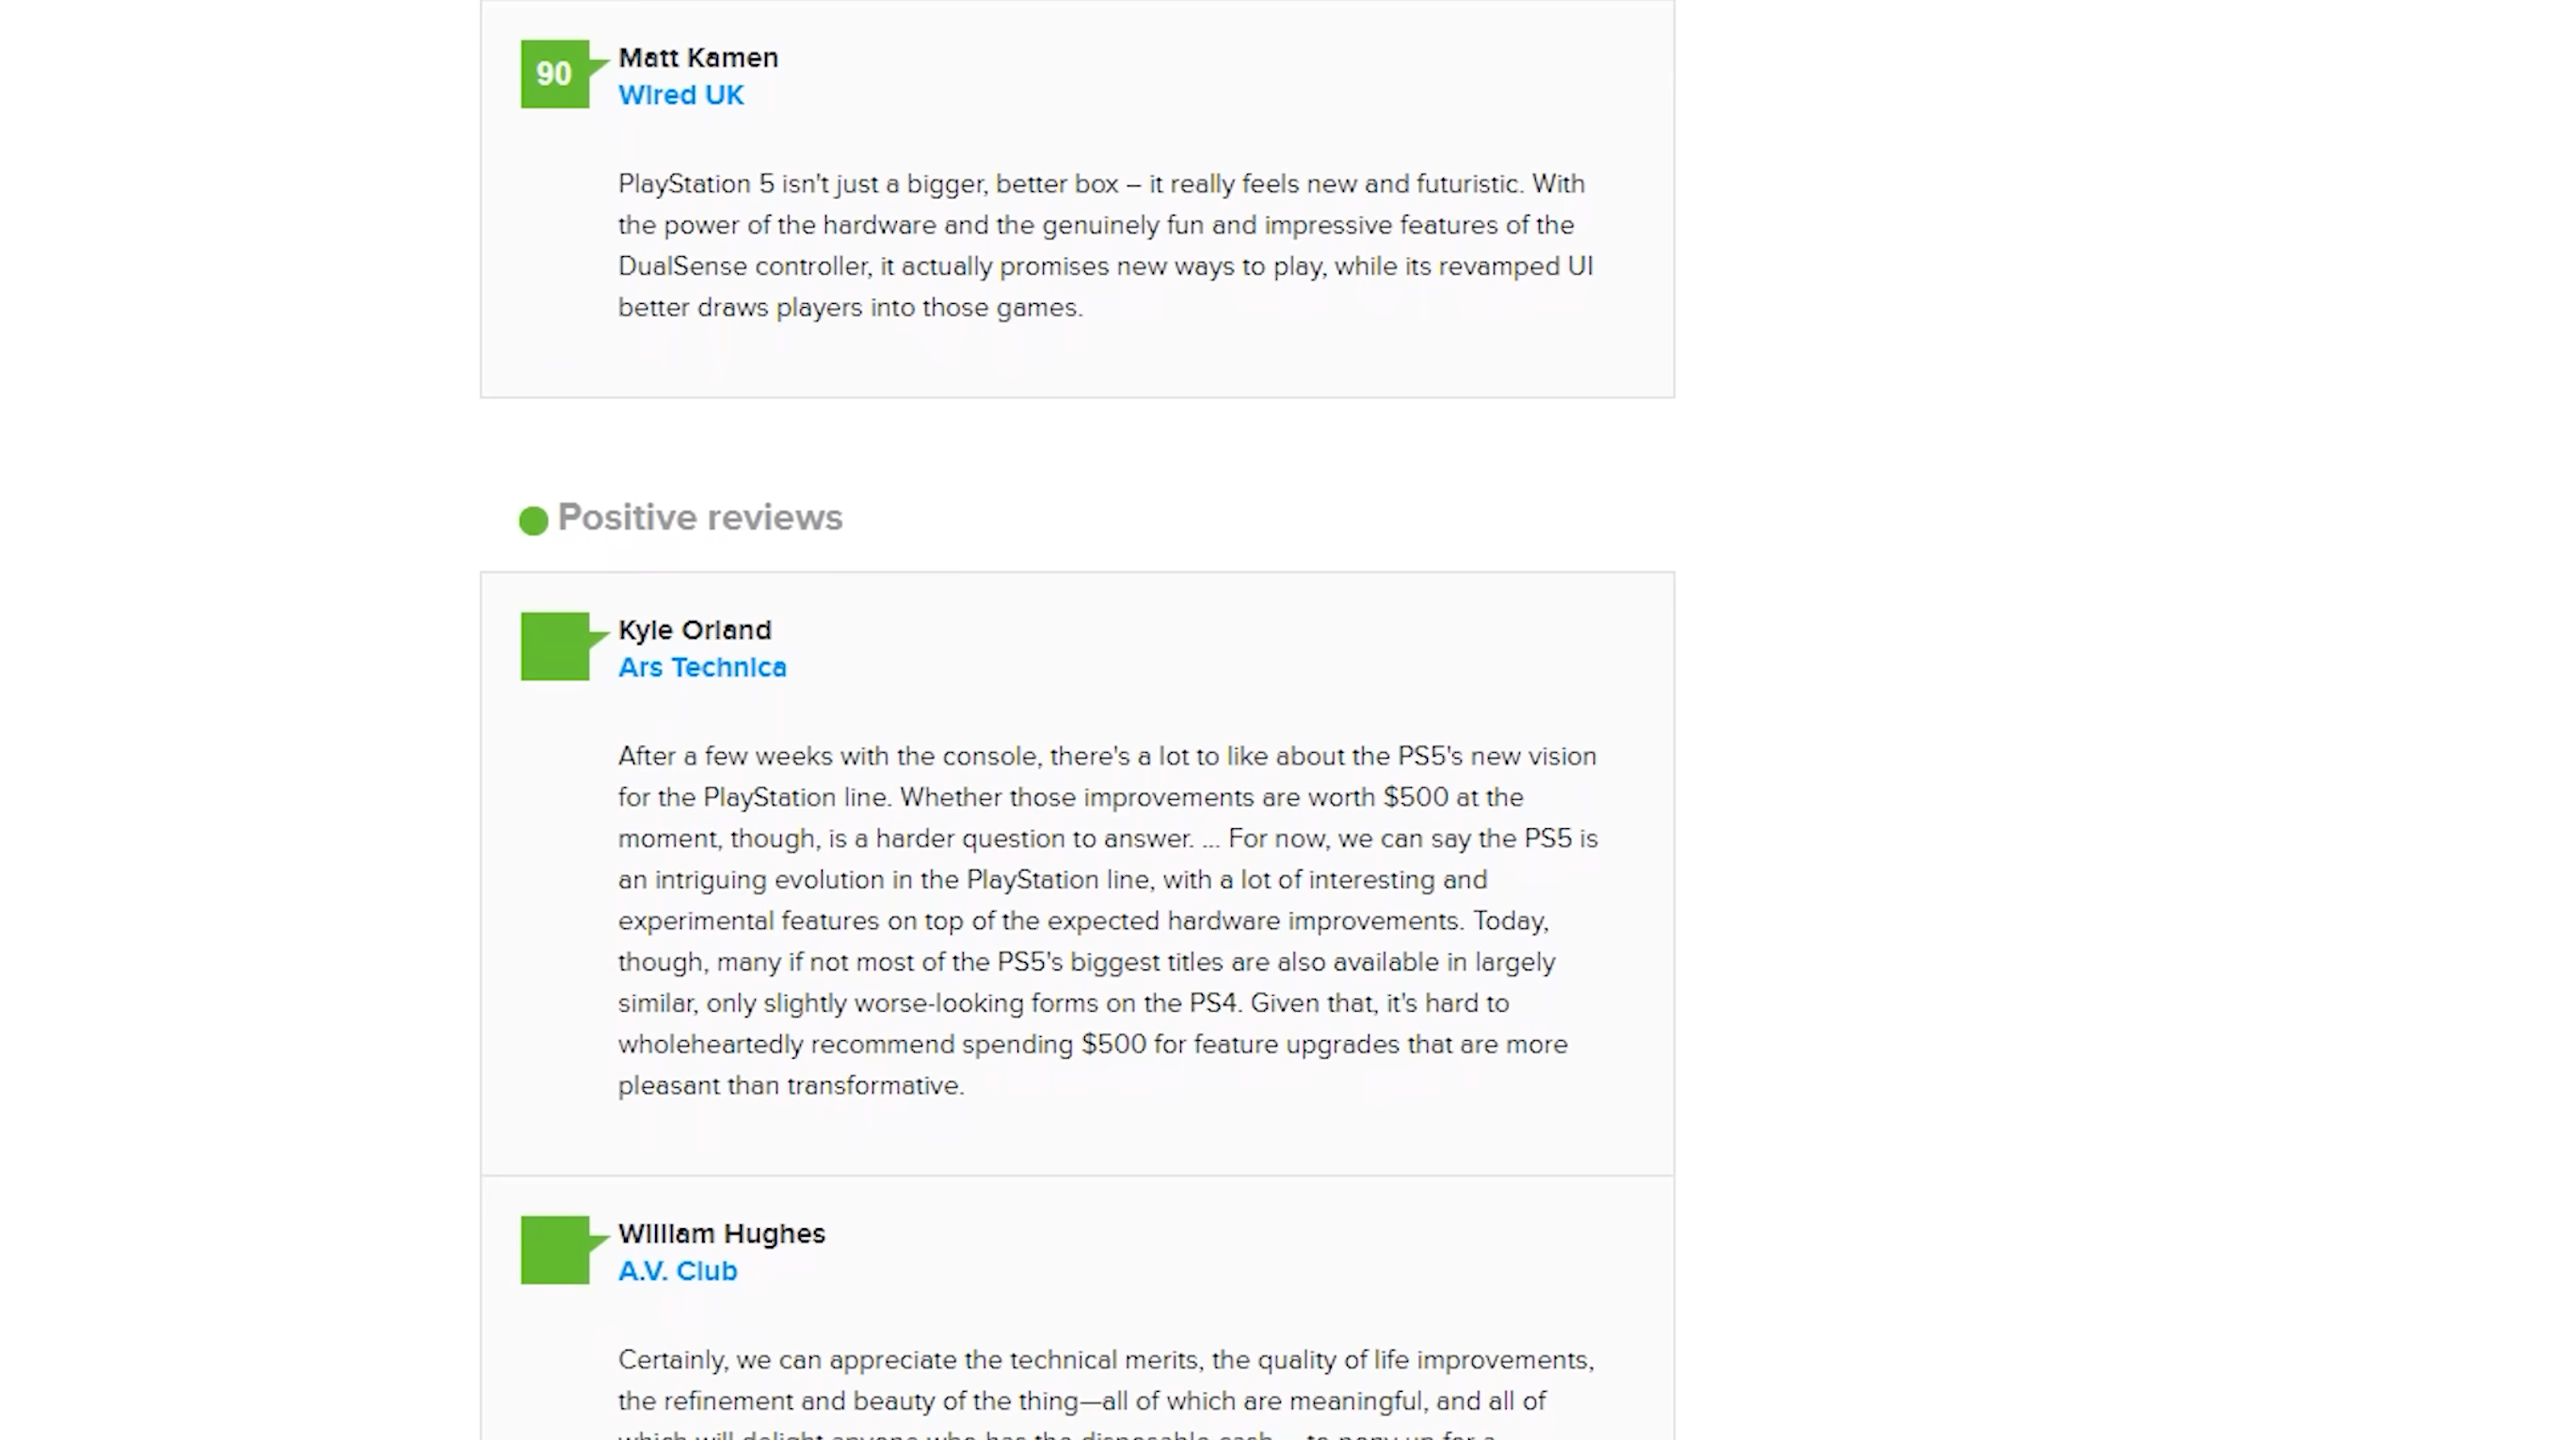 90
Matt Kamen
Wired UK
PlayStation 5 isn't just a bigger, better box – it really feels new and futuristic. With
the power of the hardware and the genuinely fun and impressive features of the
DualSense controller, it actually promises new ways to play, while its revamped UI
better draws players into those games.
Positive reviews
Kyle Orland
Ars Technica
After a few weeks with the console, there's a lot to like about the PS5's new vision
for the PlayStation line. Whether those improvements are worth $500 at the
moment, though, is a harder question to answer. ... For now, we can say the PS5 is
an intriguing evolution in the PlayStation line, with a lot of interesting and
experimental features on top of the expected hardware improvements. Today,
though, many if not most of the PS5's biggest titles are also available in largely
similar, only slightly worse-looking forms on the PS4. Given that, it's hard to
wholeheartedly recommend spending $500 for feature upgrades that are more
pleasant than transformative.
William Hughes
A.V. Club
Certainly, we can appreciate the technical merits, the quality of life improvements,
the refinement and beauty of the thing—all of which are meaningful, and all of